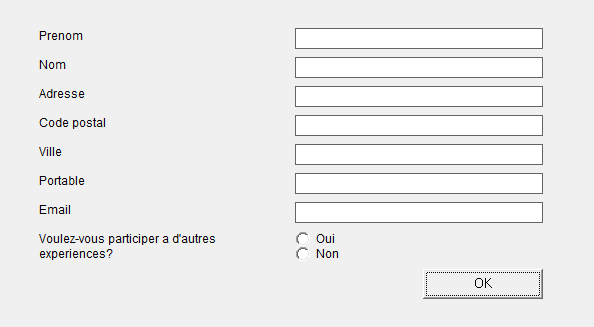 Prenom
Nom
Adresse
Code postal
Ville
Portable
Email
Voulez-vous participer a d'autres
experiences?
Oui
Non
OK